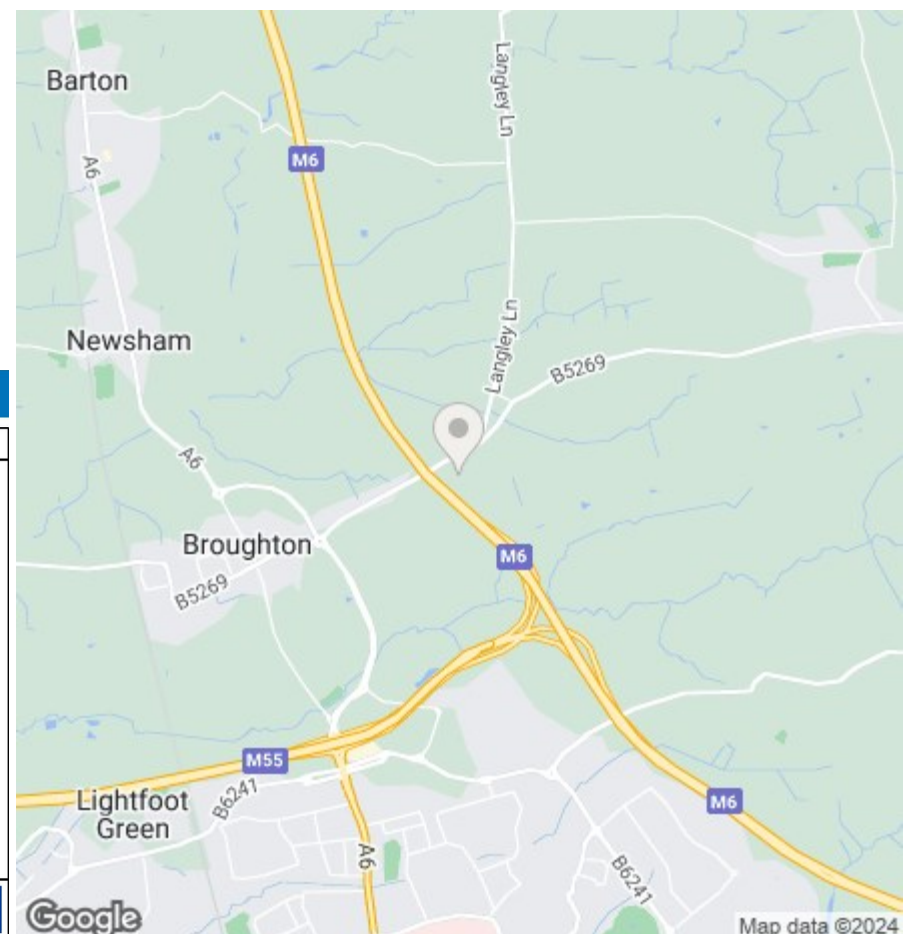 Barton
Langley Ln
M6
A6
Newsham
Langley Ln
B5269
A6
Broughton
M6
B5269
M55
B6241
Lightfoot
Green
M6
A6
B6241
Google
Map data ©2024